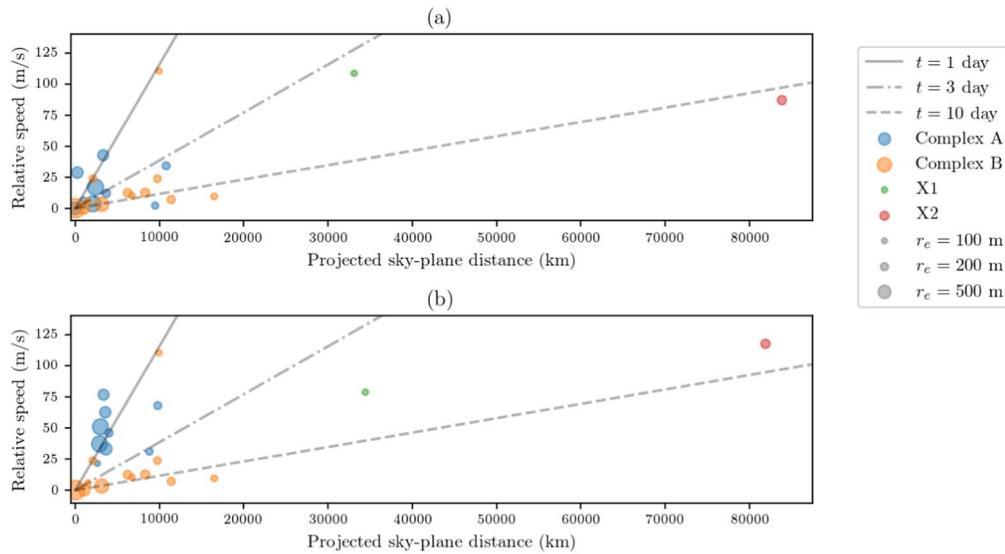 (a)
125
100
75
50
25
0
Relative speed (m/s)
0 10000 20000 30000 40000 50000 60000 70000 80000
Projected sky-plane distance (km)
t = 1 day
t = 3 day
t = 10 day
Complex A
Complex B
X1
X2
r_e = 100 m
r_e = 200 m
r_e = 500 m
(b)
125
100
75
50
25
0
Relative speed (m/s)
0 10000 20000 30000 40000 50000 60000 70000 80000
Projected sky-plane distance (km)